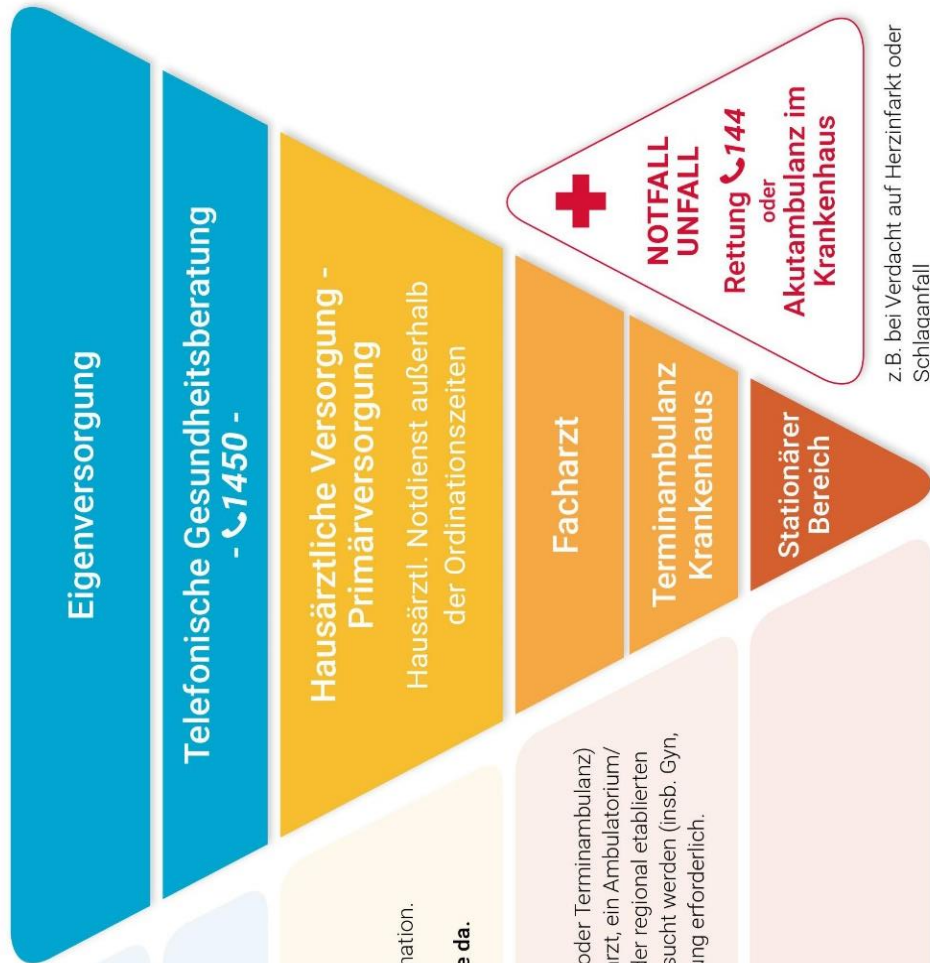 Eigenversorgung
Telefonische Gesundheitsberatung
- 1450 -
Hausärztliche Versorgung -
Primärversorgung
Hausärztl. Notdienst außerhalb
der Ordinationszeiten
Facharzt
Terminambulanz
Krankenhaus
Stationärer
Bereich
NOTFALL
UNFALL
Rettung 144
oder
Akutambulanz im
Krankenhaus
z.B. bei Verdacht auf Herzinfarkt oder
Schlaganfall
e da.
oder Terminambulanz)
arzt, ein Ambulatorium/
der regional etablierten
sucht werden (insb. Gyn,
ung erforderlich.